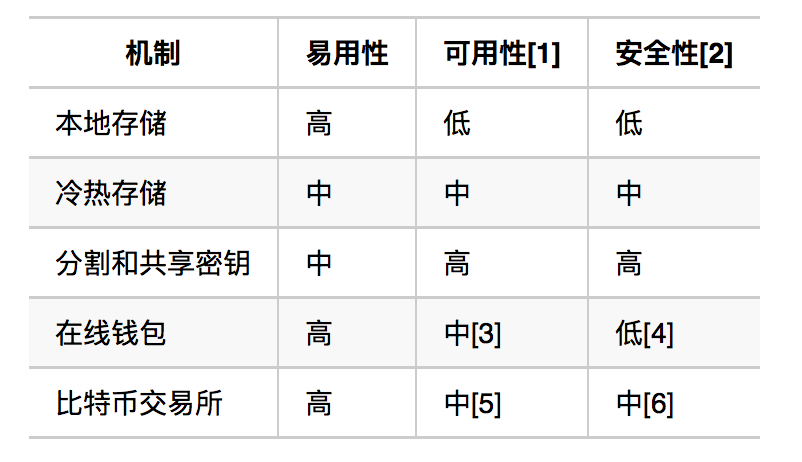 机制 易用性 可用性[1] 安全性[2]
本地存储 高 低 低
冷热存储 中 中 中
分割和共享密钥 中 高 高
在线钱包 高 中[3] 低[4]
比特币交易所 高 中[5] 中[6]